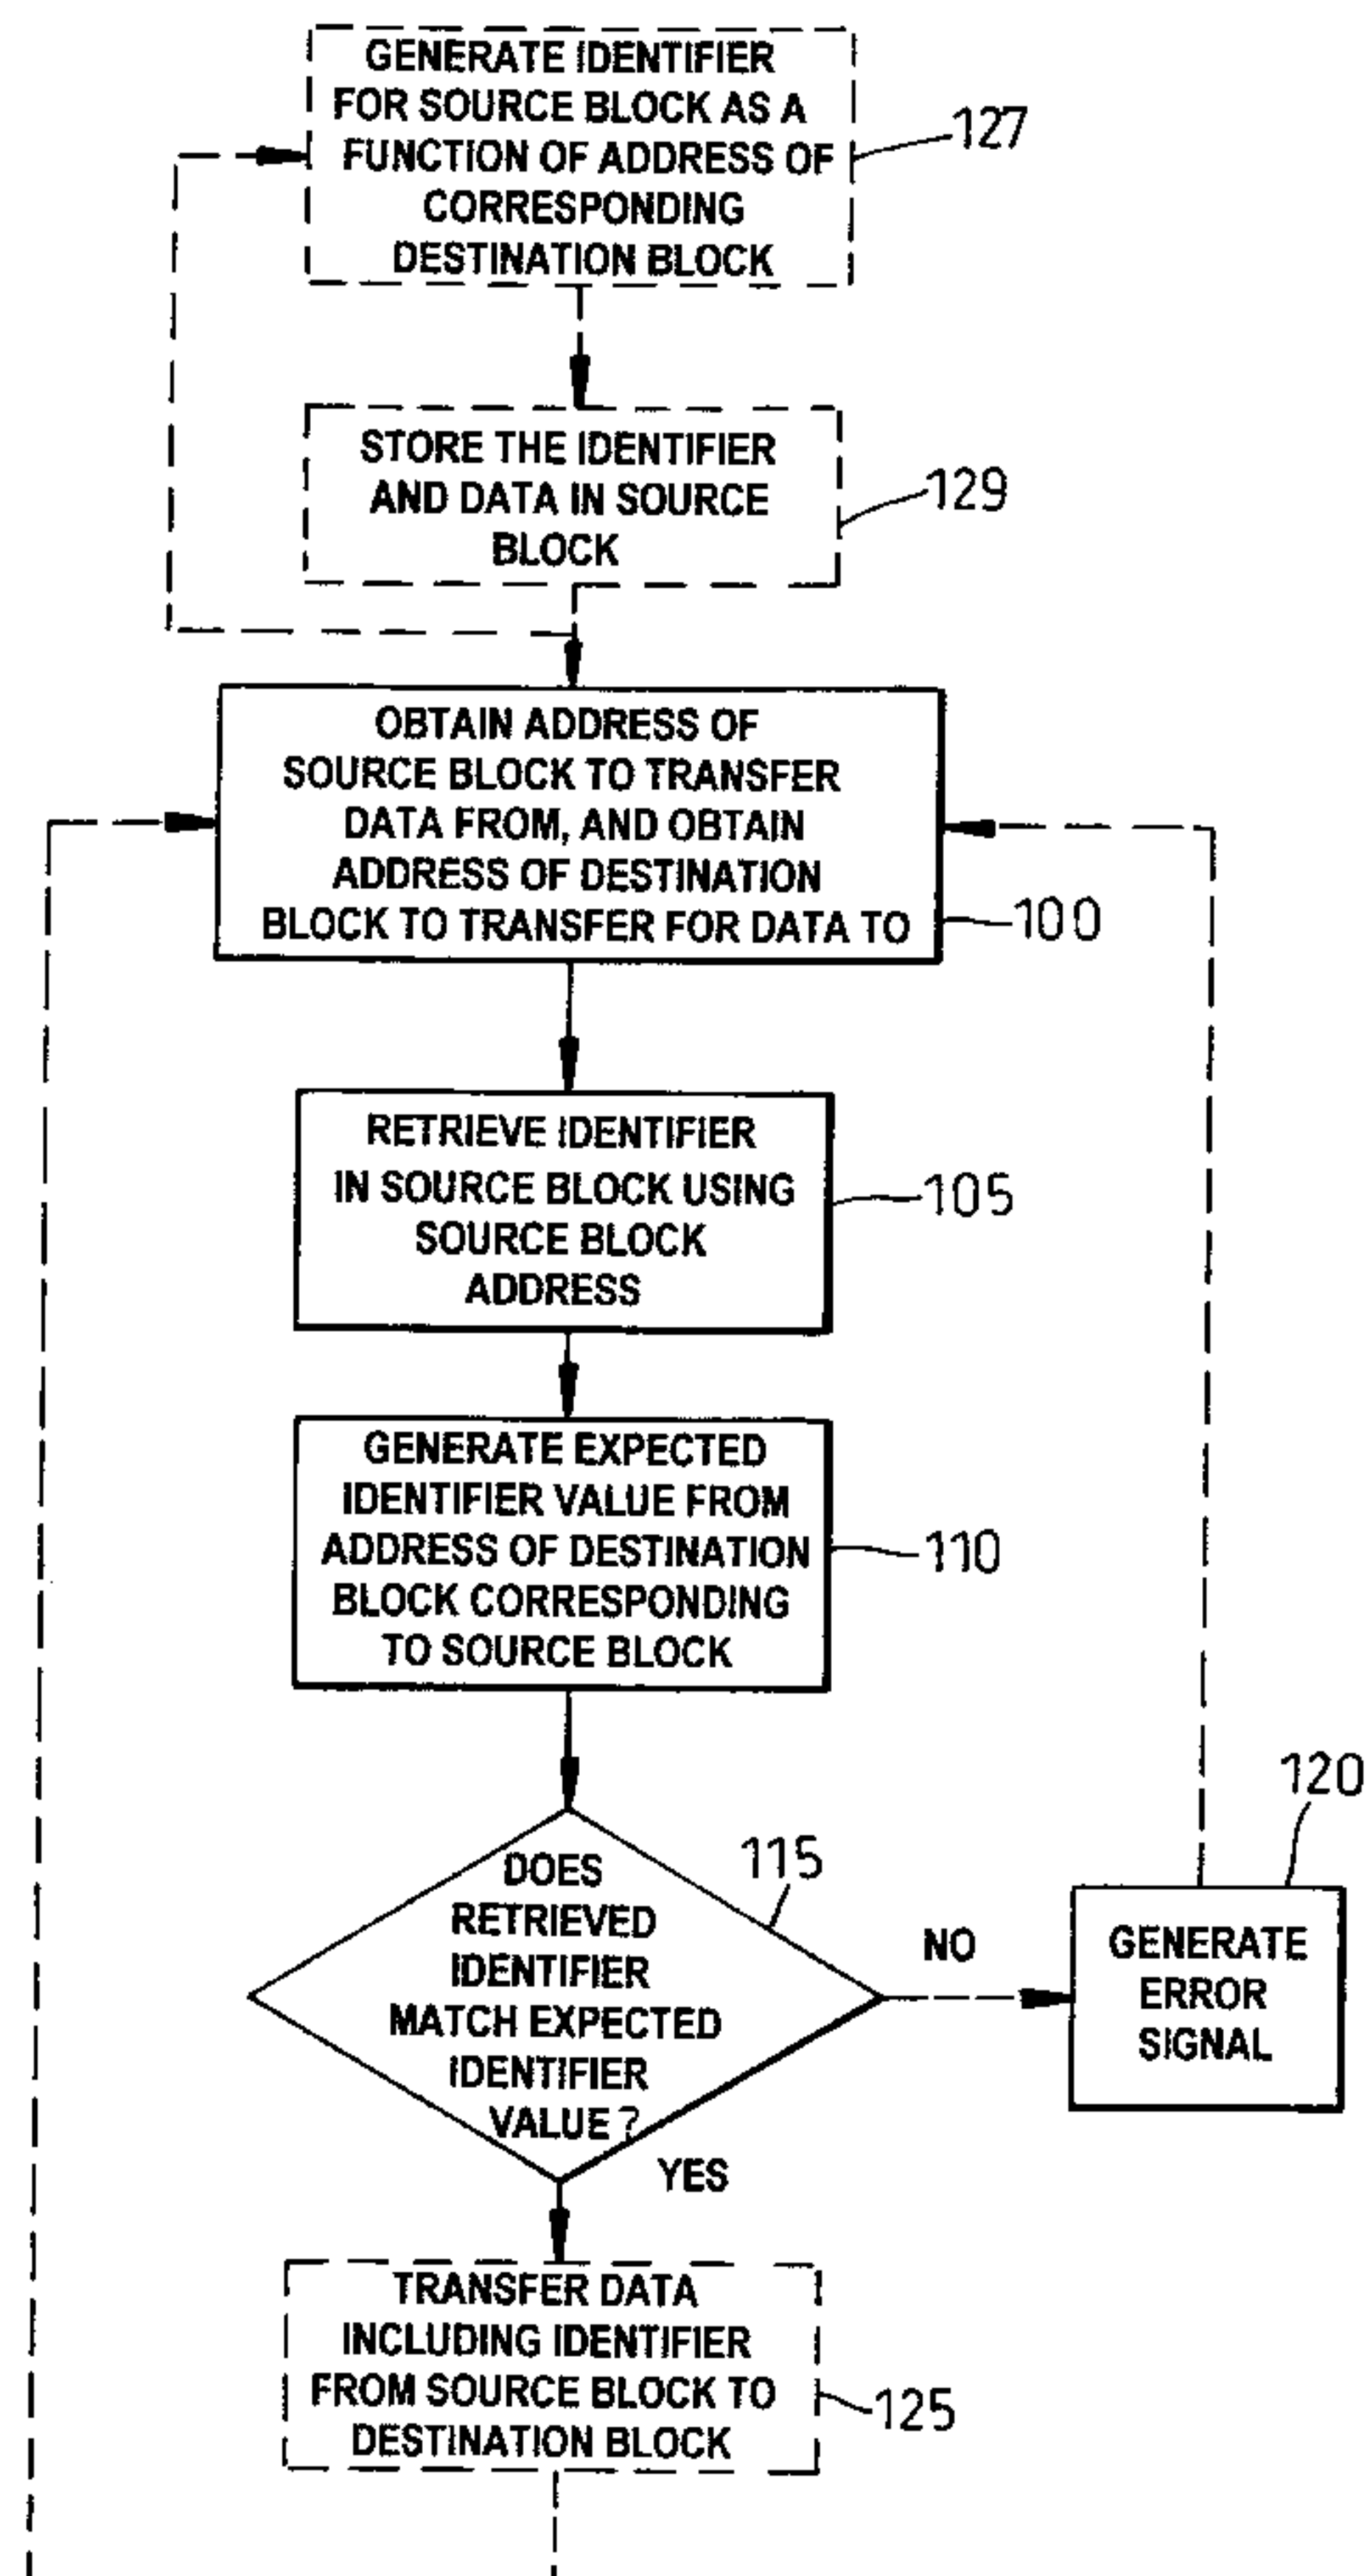 GENERATE IDENTIFIER
FOR SOURCE BLOCK AS A
FUNCTION OF ADDRESS OF
CORRESPONDING
DESTINATION BLOCK
127
STORE THE IDENTIFIER
AND DATA IN SOURCE
BLOCK
129
OBTAIN ADDRESS OF
SOURCE BLOCK TO TRANSFER
DATA FROM, AND OBTAIN
ADDRESS OF DESTINATION
BLOCK TO TRANSFER FOR DATA TO
100
RETRIEVE IDENTIFIER
IN SOURCE BLOCK USING
SOURCE BLOCK
ADDRESS
105
GENERATE EXPECTED
IDENTIFIER VALUE FROM
ADDRESS OF DESTINATION
BLOCK CORRESPONDING
TO SOURCE BLOCK
110
DOES
RETRIEVED
IDENTIFIER
MATCH EXPECTED
IDENTIFIER
VALUE?
115
NO
GENERATE
ERROR
SIGNAL
120
YES
TRANSFER DATA
INCLUDING IDENTIFIER
FROM SOURCE BLOCK TO
DESTINATION BLOCK
125